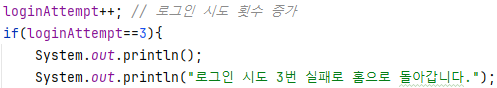 loginAttempt++; // 로그인 시도 횟수 증가
if(loginAttempt==3){
    System.out.println();
    System.out.println("로그인 시도 3번 실패로 홈으로 돌아갑니다.");